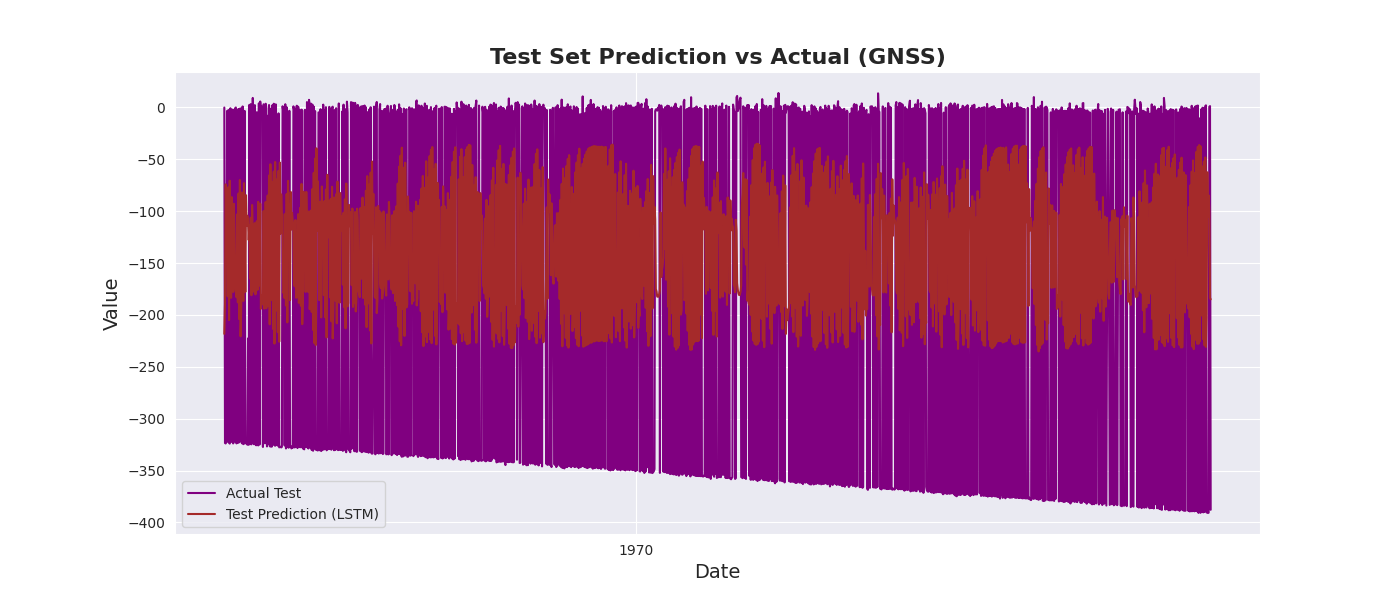 Test Set Prediction vs Actual (GNSS)
0
−50
−100
−150
−200
−250
−300
−350
−400
Value
Actual Test
Test Prediction (LSTM)
1970
Date